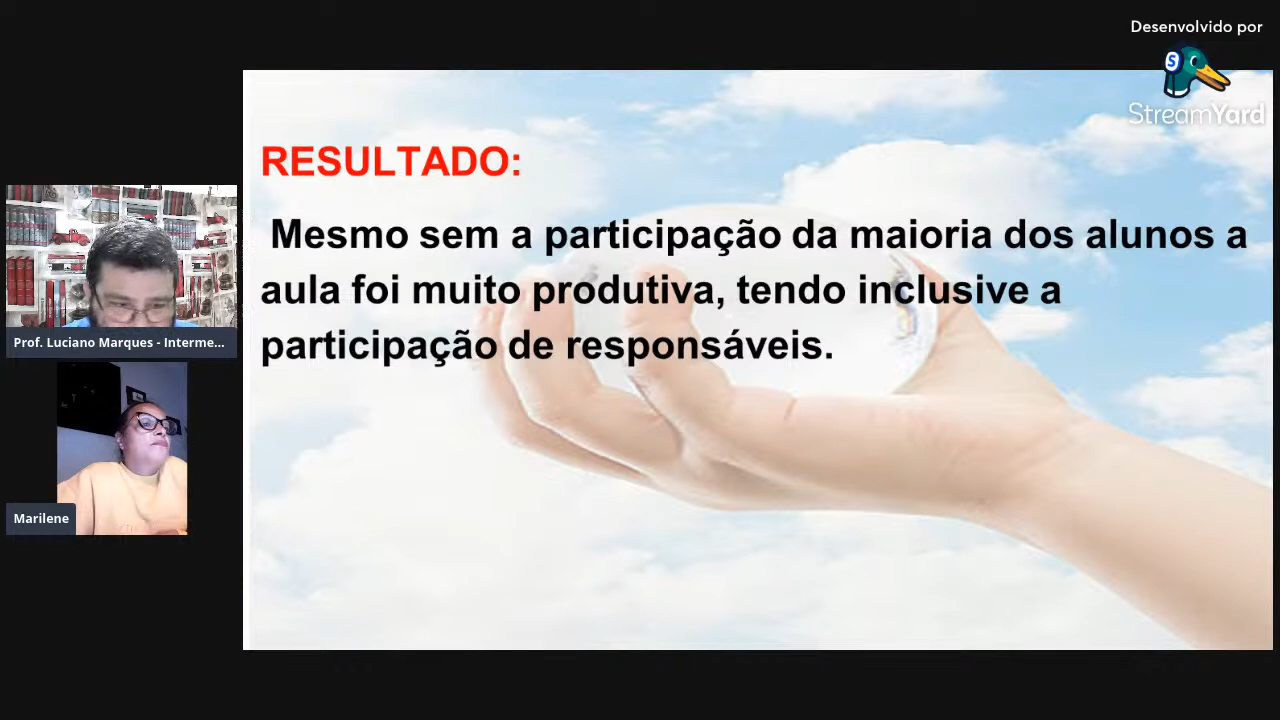 Desenvolvido por
StreamYard
RESULTADO:
Mesmo sem a participação da maioria dos alunos a
aula foi muito produtiva, tendo inclusive a
participação de responsáveis.
Prof. Luciano Marques - Interme...
Marilene